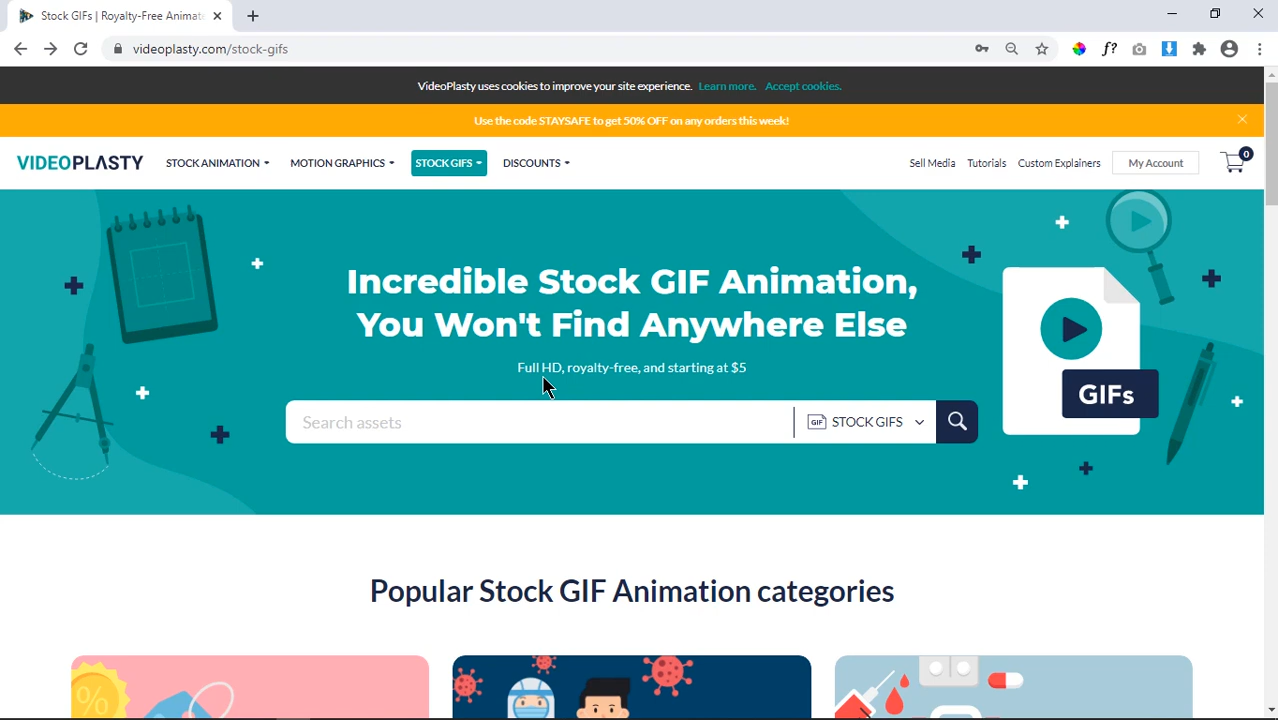 Stock GIFs | Royalty-Free Animat
videoplasty.com/stock-gifs
f?
VideoPlasty uses cookies to improve your site experience. Learn more. Accept cookies.
Use the code STAYSAFE to get 50% OFF on any orders this week!
VIDEOPLASTY STOCK ANIMATION MOTION GRAPHICS STOCK GIFS DISCOUNTS Sell Media Tutorials Custom Explainers My Account 0
Incredible Stock GIF Animation,
You Won't Find Anywhere Else
Full HD, royalty-free, and starting at $5
Search assets GIF STOCK GIFS
GIFs
Popular Stock GIF Animation categories
%